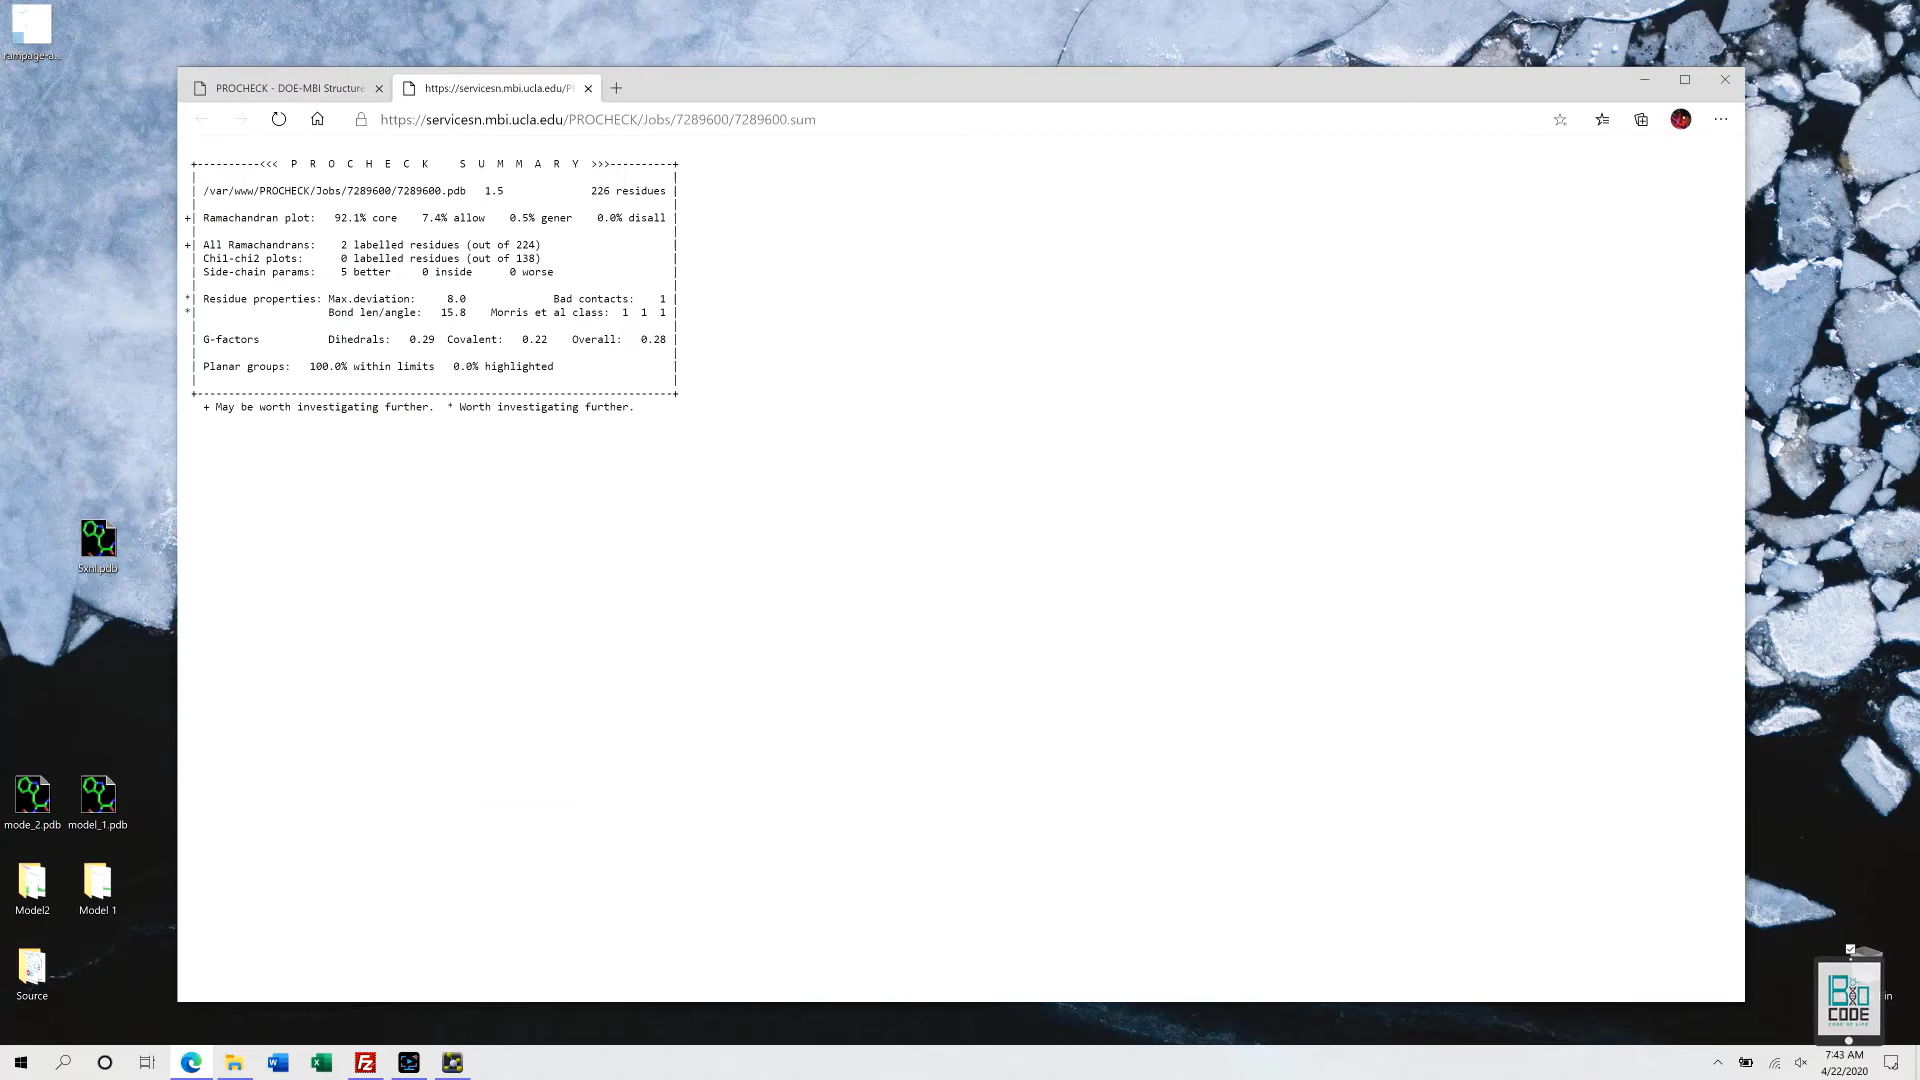 rampage-a...
PROCHECK - DOE-MBI Structure
https://servicesn.mbi.ucla.edu/P
https://servicesn.mbi.ucla.edu/PROCHECK/Jobs/7289600/7289600.sum
+----------<<< P R O C H E C K   S U M M A R Y >>>----------+
| /var/www/PROCHECK/Jobs/7289600/7289600.pdb   1.5   226 residues |
+| Ramachandran plot:   92.1% core   7.4% allow   0.5% gener   0.0% disall |
+| All Ramachandrans:   2 labelled residues (out of 224) |
| Chi1-chi2 plots:   0 labelled residues (out of 138) |
| Side-chain params:   5 better   0 inside   0 worse |
*| Residue properties: Max.deviation:   8.0   Bad contacts:   1 |
*| Bond len/angle:   15.8   Morris et al class:   1   1   1 |
| G-factors   Dihedrals:   0.29   Covalent:   0.22   Overall:   0.28 |
| Planar groups:   100.0% within limits   0.0% highlighted |
+ May be worth investigating further.   * Worth investigating further.
5xnl.pdb
mode_2.pdb
model_1.pdb
Model2
Model 1
Source
BIO
CODE
CODE OF LIFE
in
7:43 AM
4/22/2020